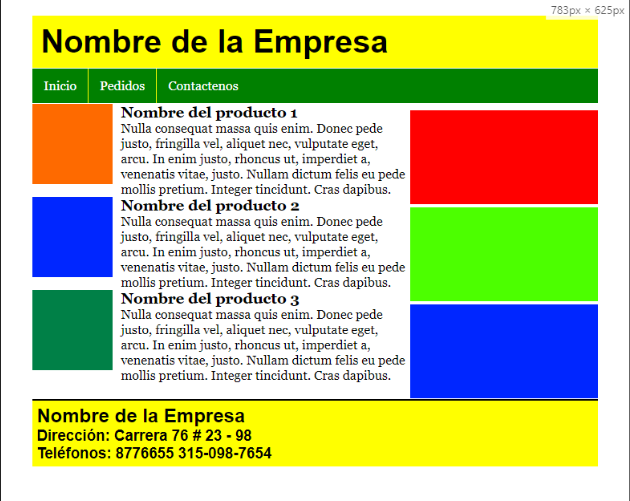 783px × 625px
Nombre de la Empresa
Inicio
Pedidos
Contactenos
Nombre del producto 1
Nulla consequat massa quis enim. Donec pede
justo, fringilla vel, aliquet nec, vulputate eget,
arcu. In enim justo, rhoncus ut, imperdiet a,
venenatis vitae, justo. Nullam dictum felis eu pede
mollis pretium. Integer tincidunt. Cras dapibus.
Nombre del producto 2
Nulla consequat massa quis enim. Donec pede
justo, fringilla vel, aliquet nec, vulputate eget,
arcu. In enim justo, rhoncus ut, imperdiet a,
venenatis vitae, justo. Nullam dictum felis eu pede
mollis pretium. Integer tincidunt. Cras dapibus.
Nombre del producto 3
Nulla consequat massa quis enim. Donec pede
justo, fringilla vel, aliquet nec, vulputate eget,
arcu. In enim justo, rhoncus ut, imperdiet a,
venenatis vitae, justo. Nullam dictum felis eu pede
mollis pretium. Integer tincidunt. Cras dapibus.
Nombre de la Empresa
Dirección: Carrera 76 # 23 - 98
Teléfonos: 8776655 315-098-7654